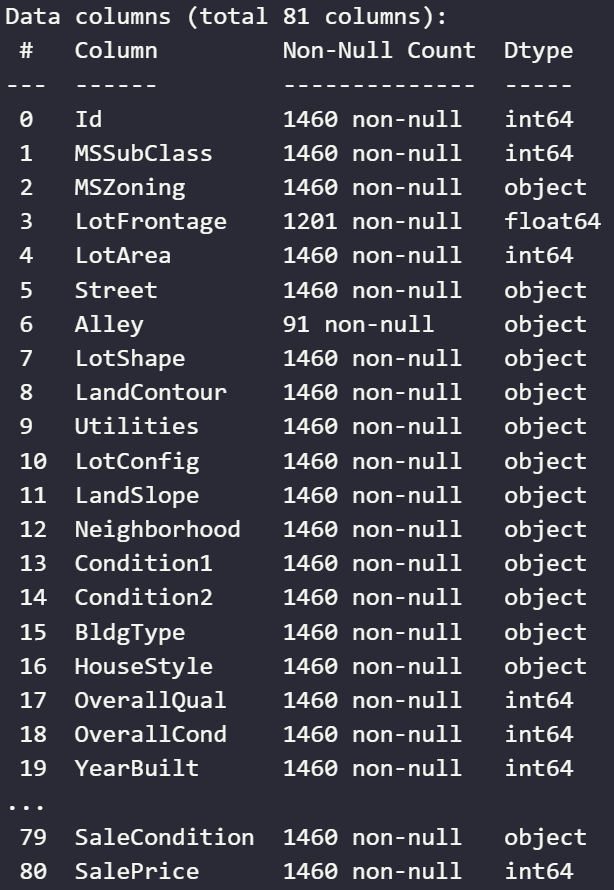 Data columns (total 81 columns):
 #   Column         Non-Null Count  Dtype
---  ------         --------------  -----
 0   Id             1460 non-null   int64
 1   MSSubClass     1460 non-null   int64
 2   MSZoning       1460 non-null   object
 3   LotFrontage    1201 non-null   float64
 4   LotArea        1460 non-null   int64
 5   Street         1460 non-null   object
 6   Alley          91 non-null     object
 7   LotShape       1460 non-null   object
 8   LandContour    1460 non-null   object
 9   Utilities      1460 non-null   object
 10  LotConfig      1460 non-null   object
 11  LandSlope      1460 non-null   object
 12  Neighborhood   1460 non-null   object
 13  Condition1     1460 non-null   object
 14  Condition2     1460 non-null   object
 15  BldgType       1460 non-null   object
 16  HouseStyle     1460 non-null   object
 17  OverallQual    1460 non-null   int64
 18  OverallCond    1460 non-null   int64
 19  YearBuilt      1460 non-null   int64
...
 79  SaleCondition  1460 non-null   object
 80  SalePrice      1460 non-null   int64